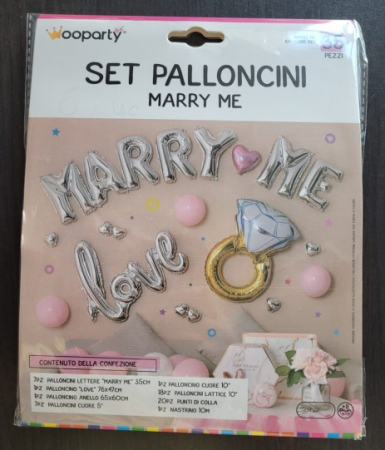 Wooparty
PEZZI
SET PALLONCINI
MARRY ME
MARRY ME
love
CONTENUTO DELLA CONFEZIONE
7PZ PALLONCINI LETTERE "MARRY ME" 35CM
1PZ PALLONCINO "LOVE" 76x47CM
1PZ PALLONCINO ANELLO 65x60CM
3PZ PALLONCINI CUORE 5"
1PZ PALLONCINO CUORE 10"
18PZ PALLONCINI LATTICE 10"
20PZ PUNTI DI COLLA
1PZ NASTRINO 10M